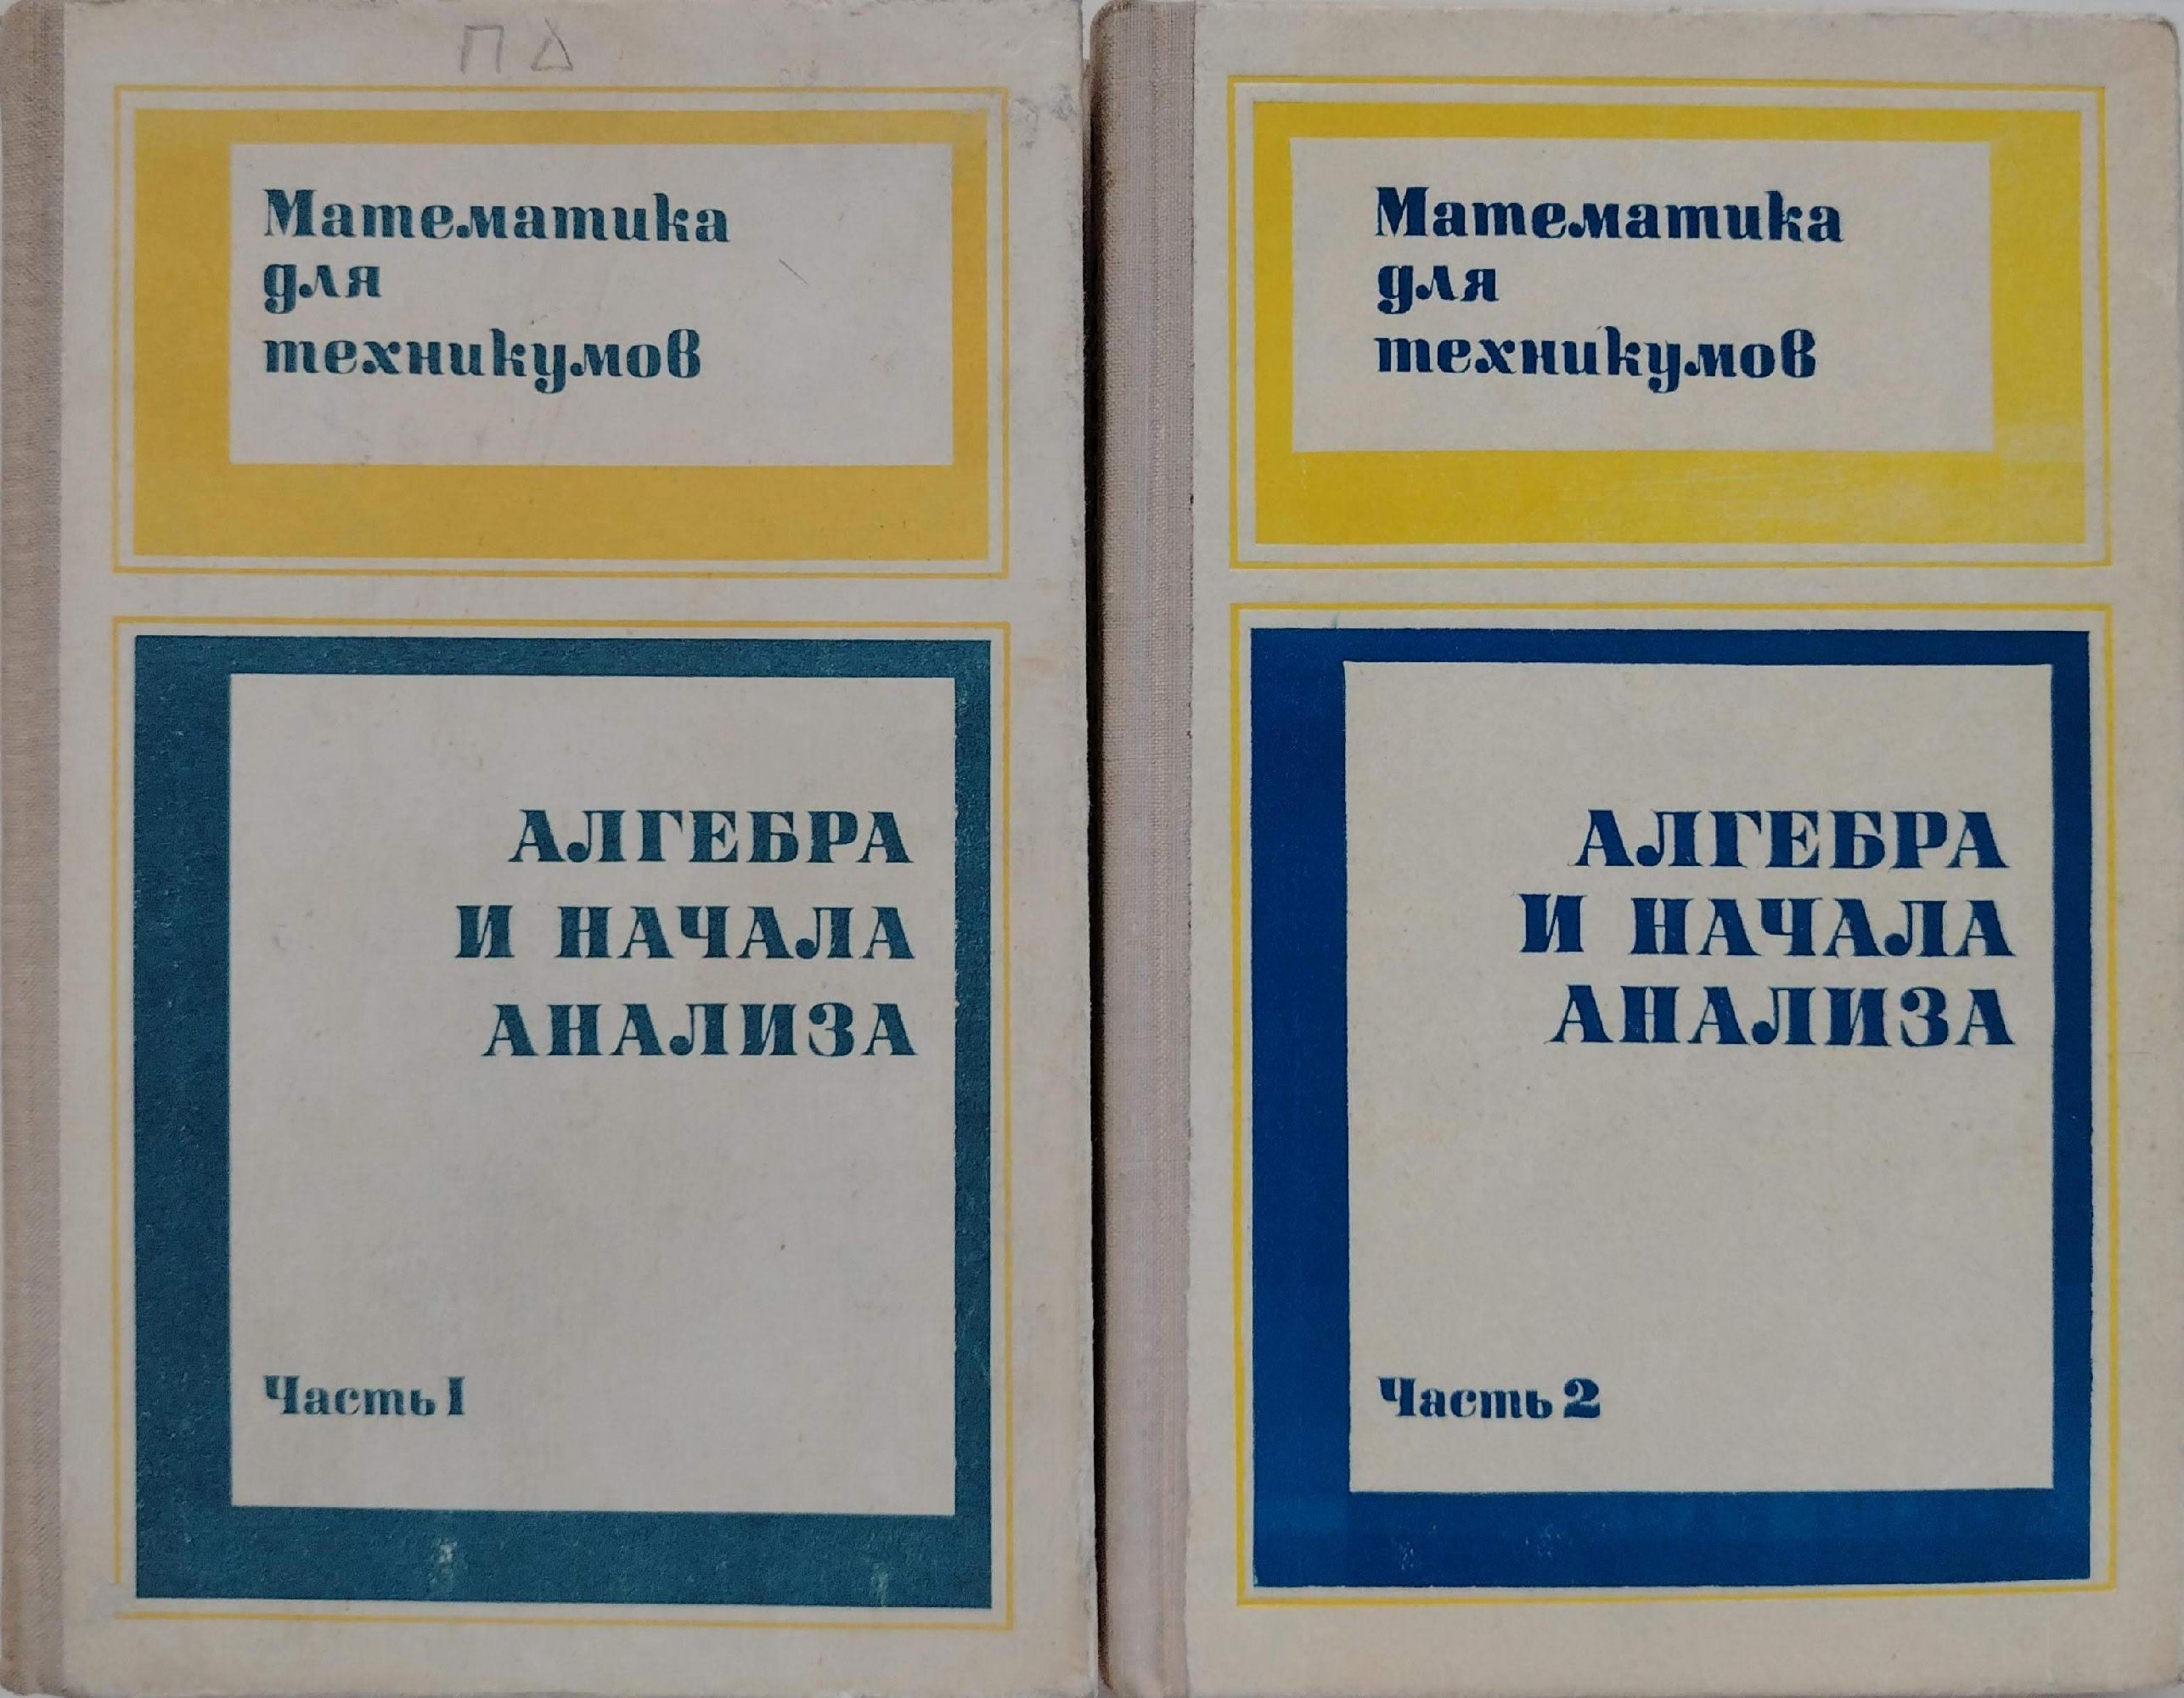 ПД
Математика
для
техникумов
АЛГЕБРА
И НАЧАЛА
АНАЛИЗА
Часть 1
Математика
для
техникумов
АЛГЕБРА
И НАЧАЛА
АНАЛИЗА
Часть 2